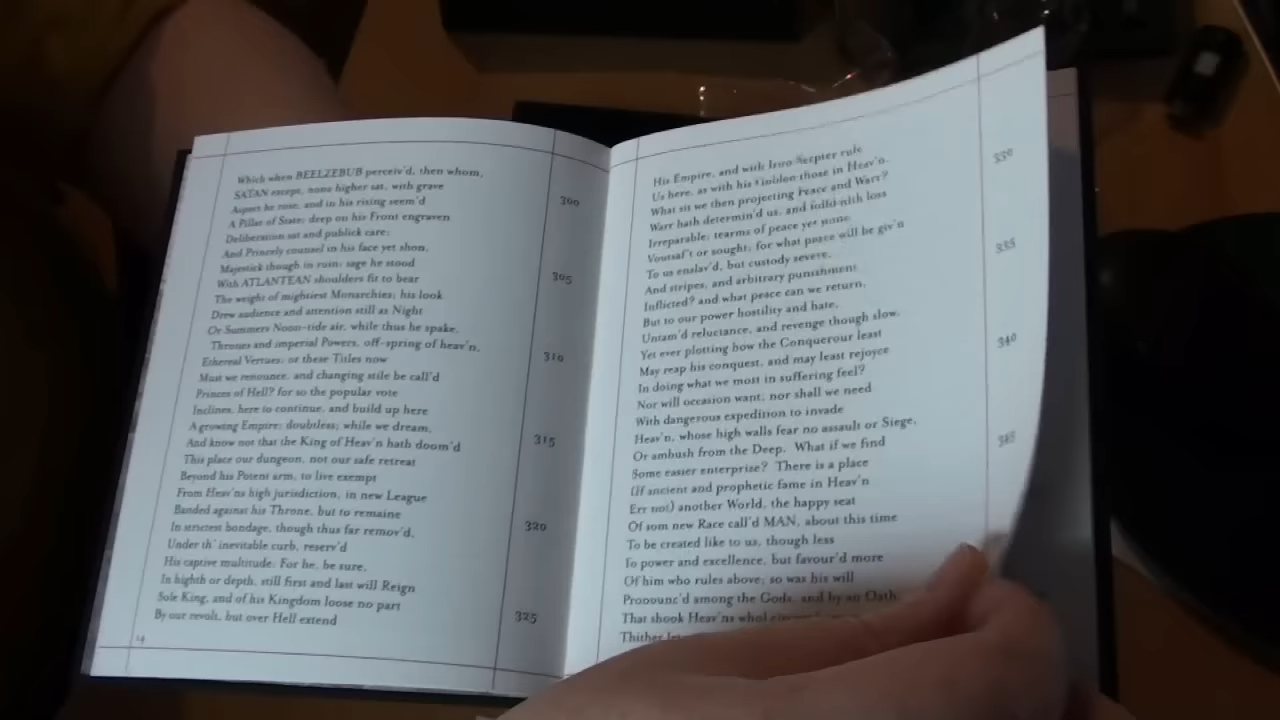 Which when BEELZEBUB perceiv'd, then whom,
SATAN except, none higher sat, with grave
Aspect he rose, and in his rising seem'd 300
A Pillar of State; deep on his Front engraven
Deliberation sat and publick care;
And Princely counsel in his face yet shon,
Majestick though in ruin: sage he stood
With ATLANTEAN shoulders fit to bear 305
The weight of mightiest Monarchies; his look
Drew audience and attention still as Night
Or Summers Noon-tide air, while thus he spake.
Thrones and imperial Powers, off-spring of heav'n,
Ethereal Vertues; or these Titles now 310
Must we renounce, and changing stile be call'd
Princes of Hell? for so the popular vote
Inclines, here to continue, and build up here
A growing Empire; doubtless; while we dream,
And know not that the King of Heav'n hath doom'd 315
This place our dungeon, not our safe retreat
Beyond his Potent arm, to live exempt
From Heav'ns high jurisdiction, in new League
Banded against his Throne, but to remaine
In strictest bondage, though thus far remov'd, 320
Under th' inevitable curb, reserv'd
His captive multitude: For he, be sure,
In highth or depth, still first and last will Reign
Sole King, and of his Kingdom loose no part
By our revolt, but over Hell extend 325
14
His Empire, and with Iron Scepter rule
Us here, as with his Golden those in Heav'n.
What sit we then projecting Peace and Warr?
Warr hath determin'd us, and foild with loss
Irreparable; tearms of peace yet none 330
Voutsaf't or sought; for what peace will be giv'n
To us enslav'd, but custody severe,
And stripes, and arbitrary punishment
Inflicted? and what peace can we return,
But to our power hostility and hate, 335
Untam'd reluctance, and revenge though slow,
Yet ever plotting how the Conquerour least
May reap his conquest, and may least rejoyce
In doing what we most in suffering feel?
Nor will occasion want, nor shall we need 340
With dangerous expedition to invade
Heav'n, whose high walls fear no assault or Siege,
Or ambush from the Deep. What if we find
Some easier enterprize? There is a place
(If ancient and prophetic fame in Heav'n 345
Err not) another World, the happy seat
Of som new Race call'd MAN, about this time
To be created like to us, though less
In power and excellence, but favour'd more
Of him who rules above; so was his will
Pronounc'd among the Gods, and by an Oath,
That shook Heav'ns whol
Thither